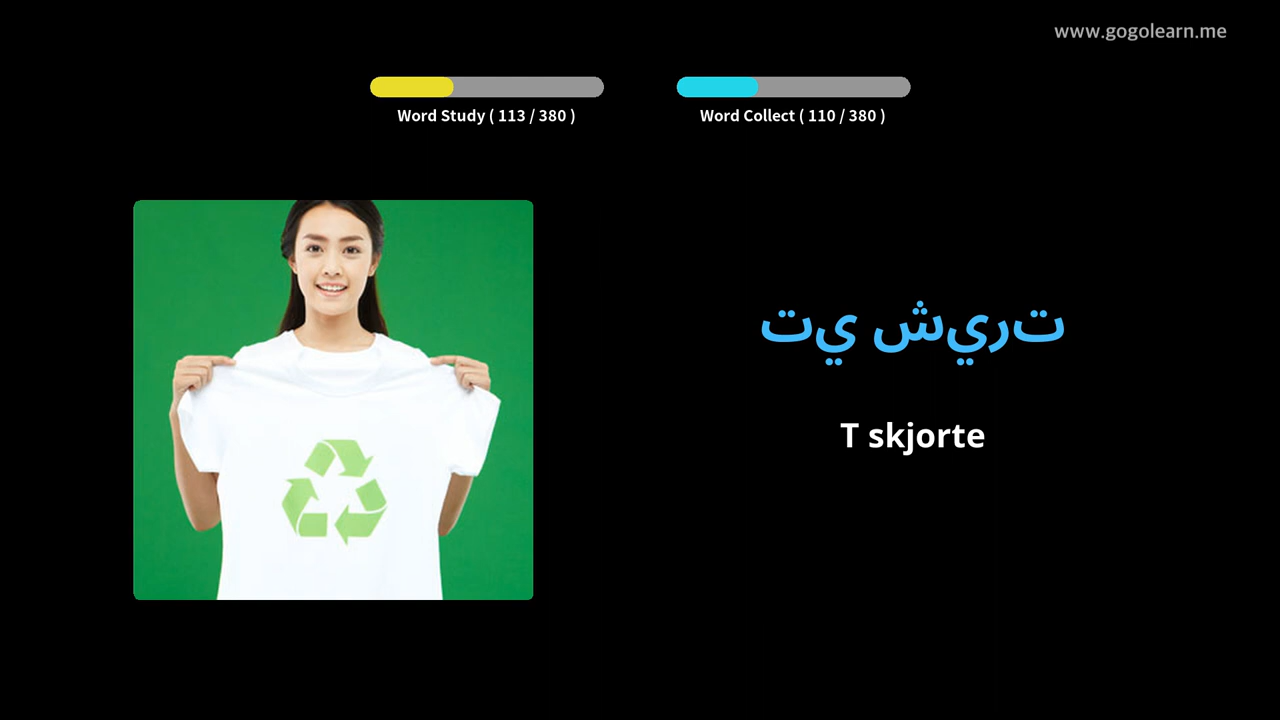 www.gogolearn.me
Word Study ( 113 / 380 )
Word Collect ( 110 / 380 )
تي شيرت
T skjorte